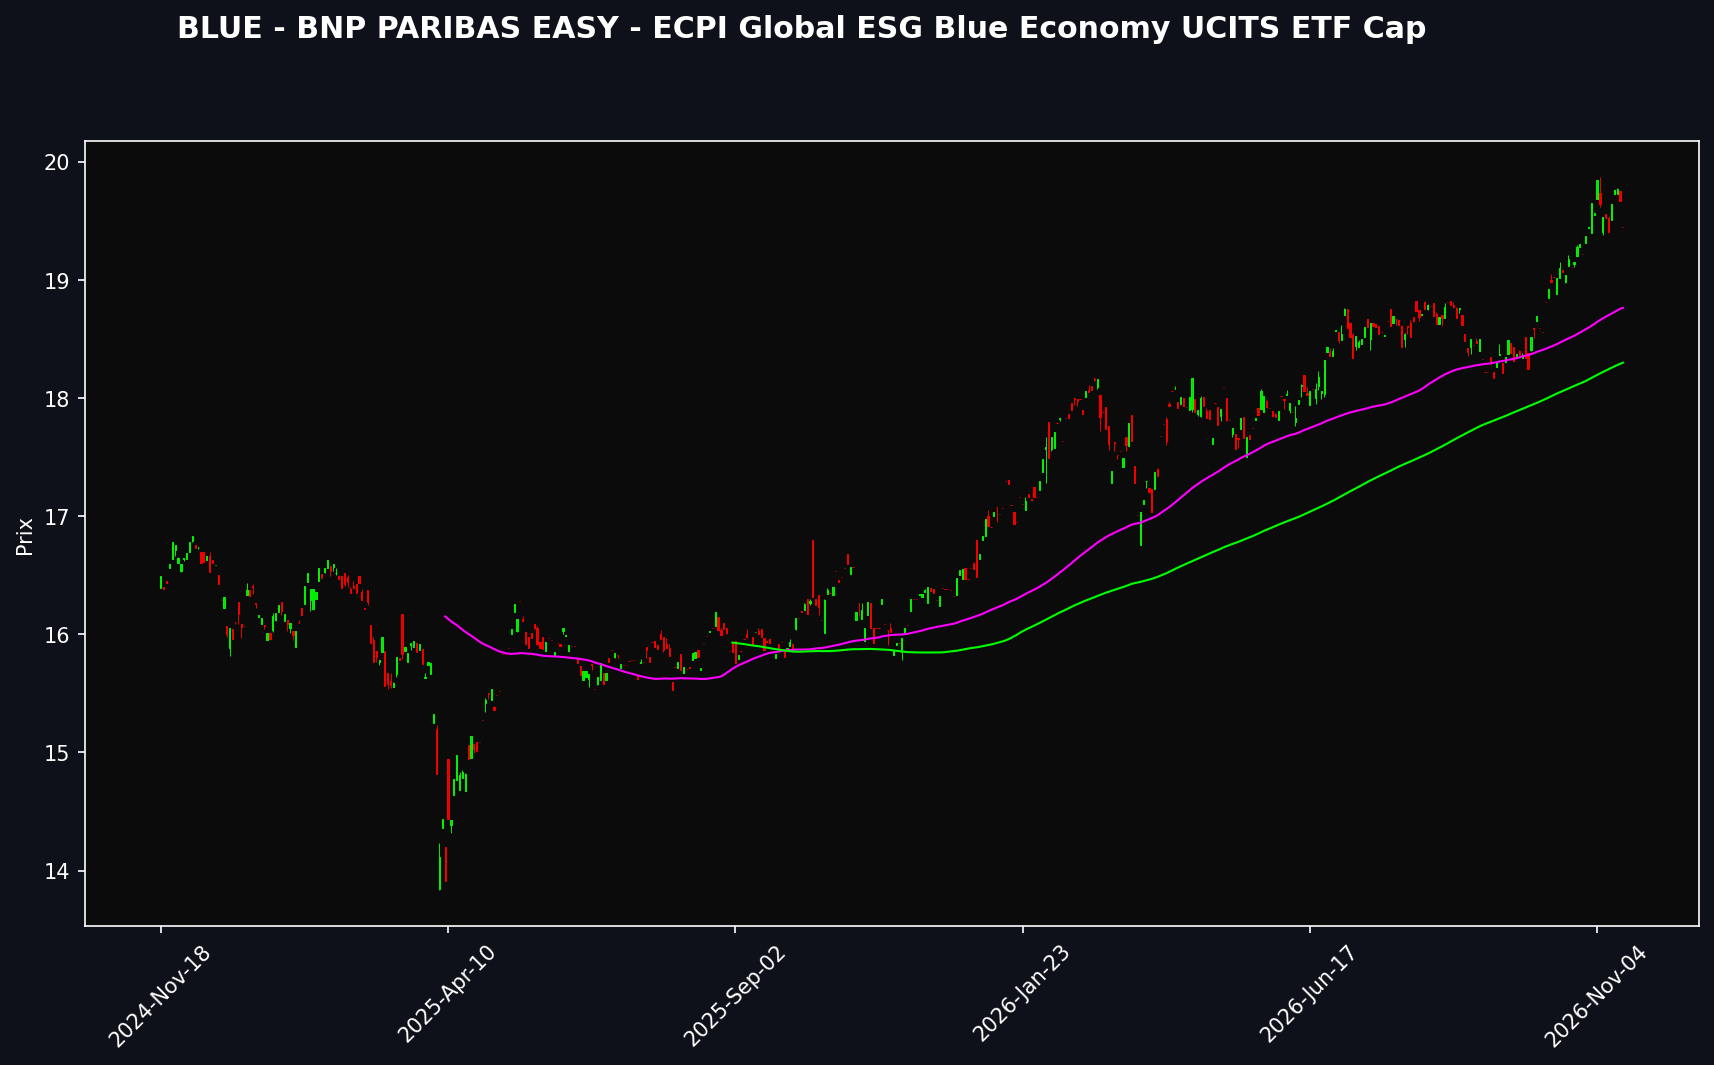 BLUE - BNP PARIBAS EASY - ECPI Global ESG Blue Economy UCITS ETF Cap
Prix
20
19
18
17
16
15
14
2024-Nov-18
2025-Apr-10
2025-Sep-02
2026-Jan-23
2026-Jun-17
2026-Nov-04